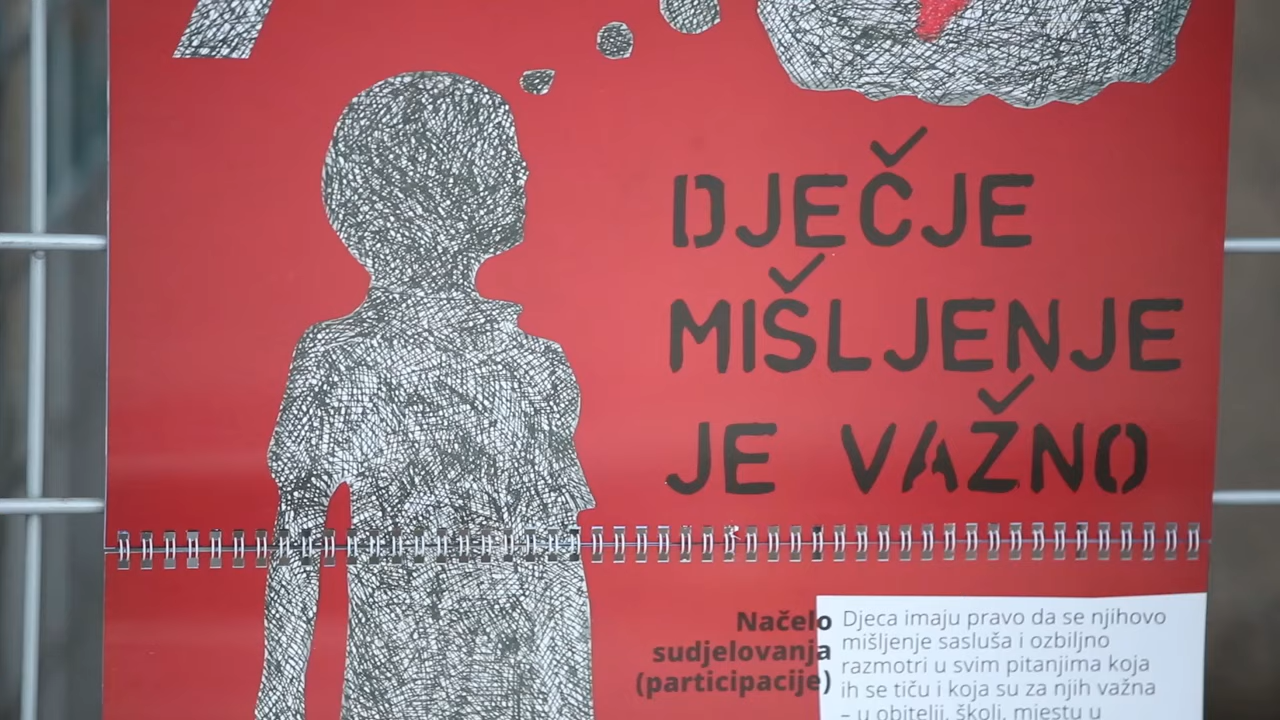 DJEČJE
MIŠLJENJE
JE VAŽNO
Načelo
sudjelovanja
(participacije)
Djeca imaju pravo da se njihovo
mišljenje sasluša i ozbiljno
razmotri u svim pitanjima koja
ih se tiču i koja su za njih važna
– u obitelji, školi, mjestu u